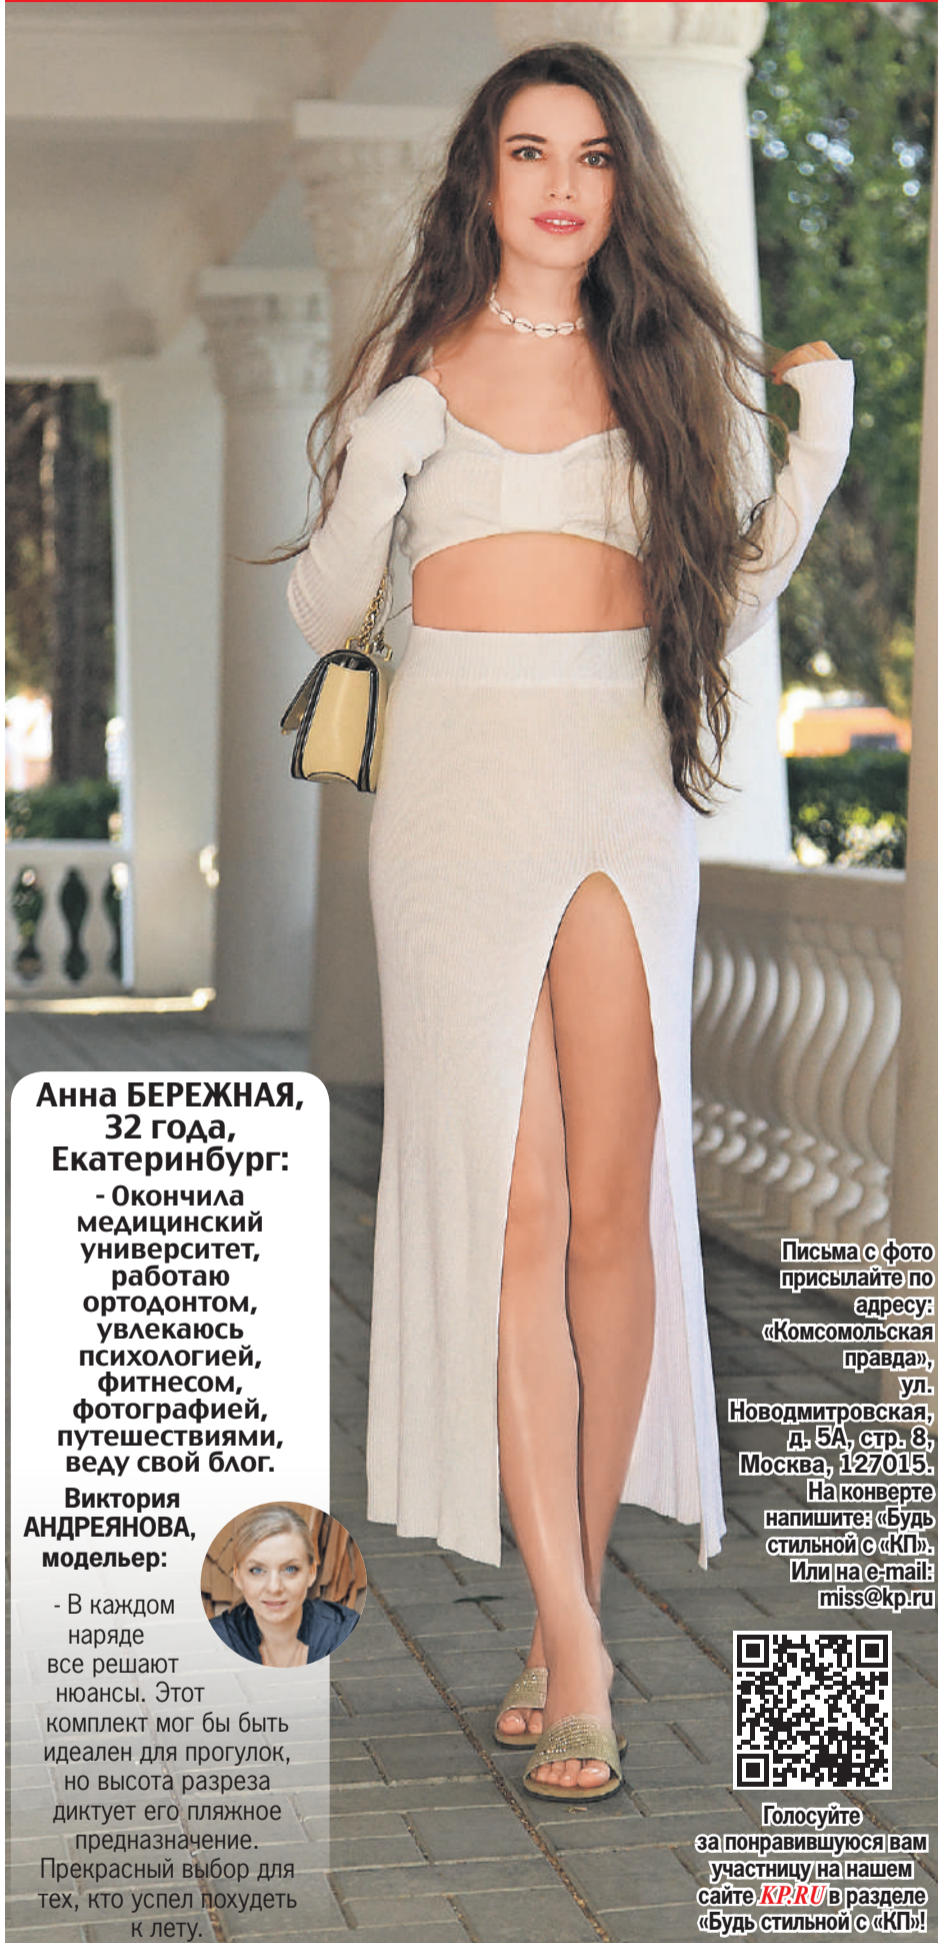 Анна БЕРЕЖНАЯ,
32 года,
Екатеринбург:
- Окончила
медицинский
университет,
работаю
ортодонтом,
увлекаюсь
психологией,
фитнесом,
фотографией,
путешествиями,
веду свой блог.
Виктория
АНДРЕЯНОВА,
модельер:
- В каждом
наряде
все решают
нюансы. Этот
комплект мог бы быть
идеален для прогулок,
но высота разреза
диктует его пляжное
предназначение.
Прекрасный выбор для
тех, кто успел похудеть
к лету.
Письма с фото
присылайте по
адресу:
«Комсомольская
правда»,
ул.
Новодмитровская,
д. 5А, стр. 8,
Москва, 127015.
На конверте
напишите: «Будь
стильной с «КП».
Или на e-mail:
miss@kp.ru
Голосуйте
за понравившуюся вам
участницу на нашем
сайте KP.RU в разделе
«Будь стильной с «КП»!